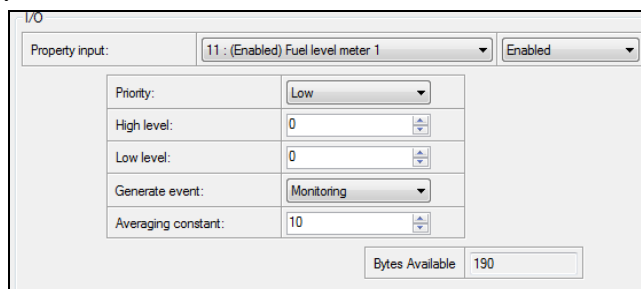 I/O
Property input: 11 : (Enabled) Fuel level meter 1 Enabled
Priority: Low
High level: 0
Low level: 0
Generate event: Monitoring
Averaging constant: 10
Bytes Available 190